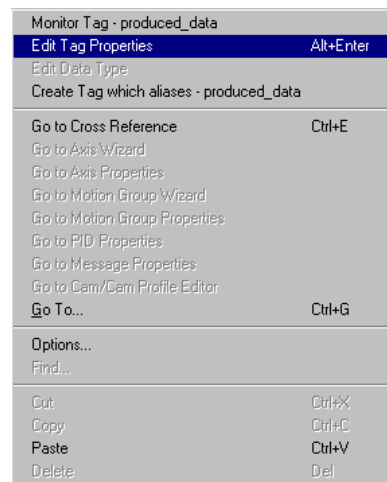 Monitor Tag - produced_data
Edit Tag Properties Alt+Enter
Edit Data Type
Create Tag which aliases - produced_data
Go to Cross Reference Ctrl+E
Go to Axis Wizard
Go to Axis Properties
Go to Motion Group Wizard
Go to Motion Group Properties
Go to PID Properties
Go to Message Properties
Go to Cam/Cam Profile Editor
Go To... Ctrl+G
Options...
Find...
Cut Ctrl+X
Copy Ctrl+C
Paste Ctrl+V
Delete Del